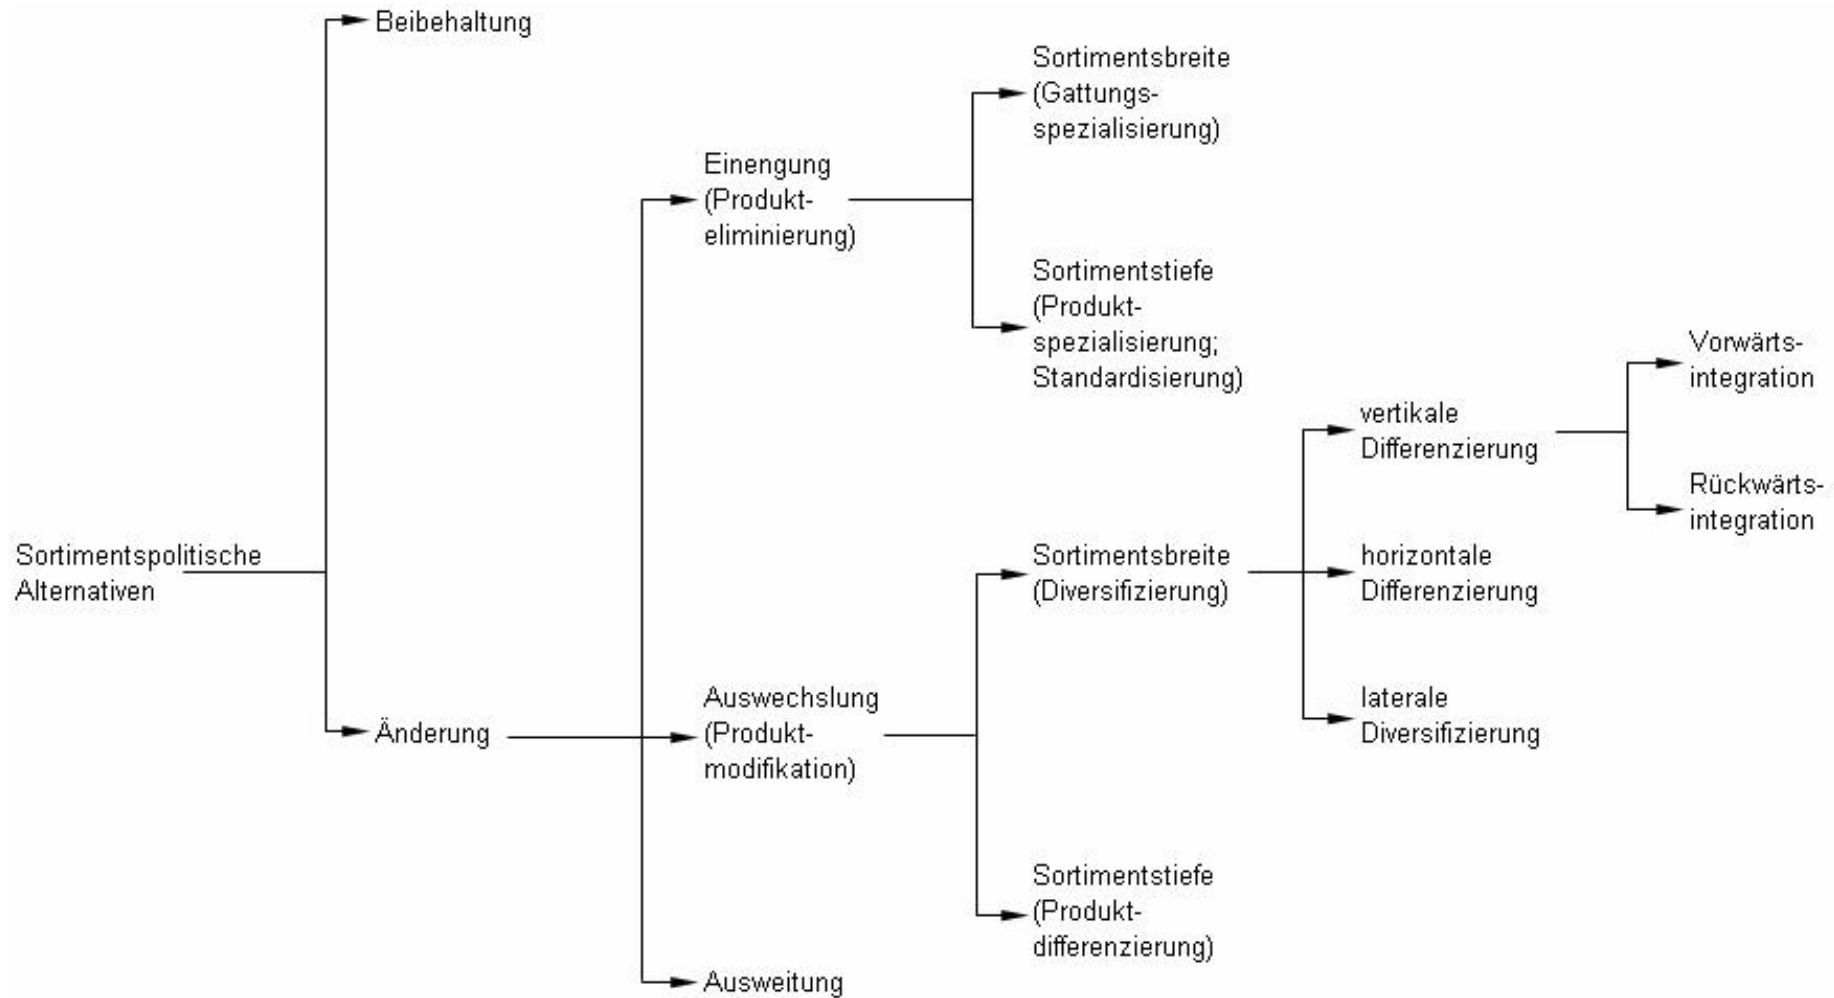 Beibehaltung
Sortimentsbreite
(Gattungs-
spezialisierung)
Einengung
(Produkt-
eliminierung)
Sortimentstiefe
(Produkt-
spezialisierung;
Standardisierung)
Vorwärts-
integration
vertikale
Differenzierung
Rückwärts-
integration
Sortimentspolitische
Alternativen
Sortimentsbreite
(Diversifizierung)
horizontale
Differenzierung
Änderung
Auswechslung
(Produkt-
modifikation)
laterale
Diversifizierung
Sortimentstiefe
(Produkt-
differenzierung)
Ausweitung